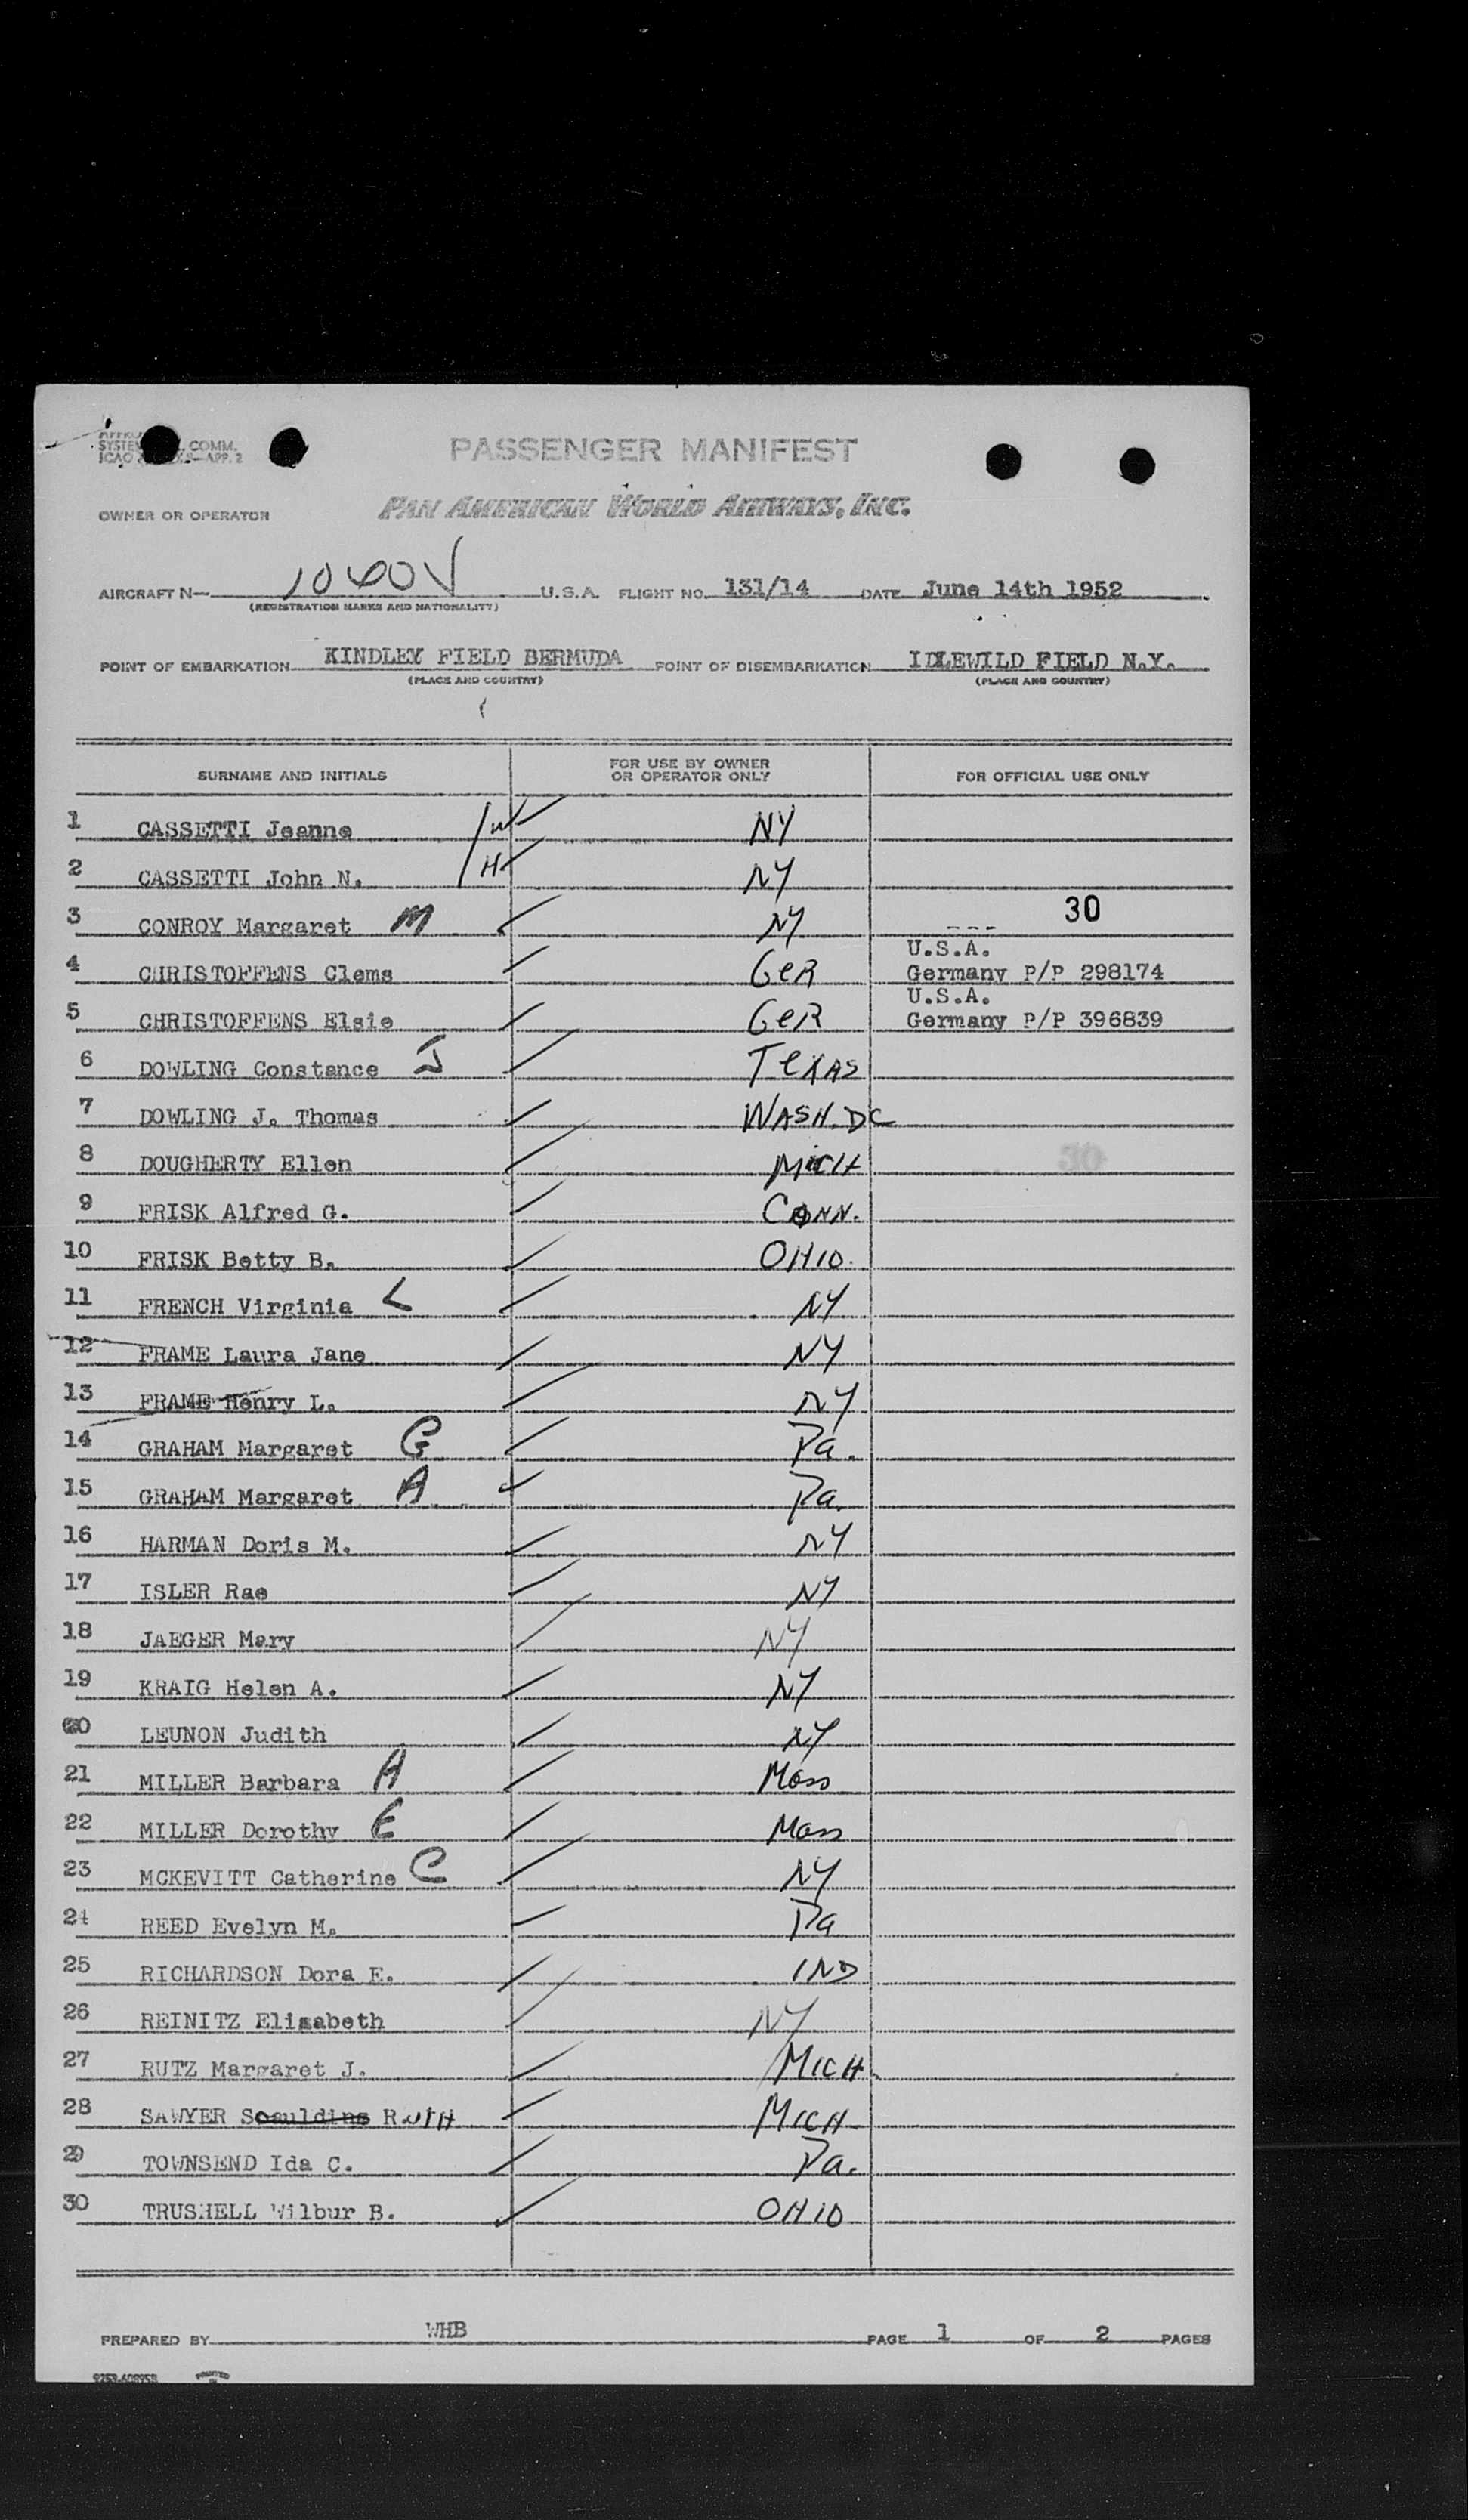 SYSTEM COMM.
ICAO APP. 2
PASSENGER MANIFEST
OWNER OR OPERATOR PAN AMERICAN WORLD AIRWAYS, INC.
AIRCRAFT N— 1040V U.S.A. FLIGHT NO. 131/14 DATE June 14th 1952
(REGISTRATION MARKS AND NATIONALITY)
POINT OF EMBARKATION KINDLEY FIELD BERMUDA POINT OF DISEMBARKATION IDLEWILD FIELD N.Y.
(PLACE AND COUNTRY) (PLACE AND COUNTRY)
SURNAME AND INITIALS FOR USE BY OWNER OR OPERATOR ONLY FOR OFFICIAL USE ONLY
1 CASSETTI Jeanne W NY
2 CASSETTI John N. H NY
3 CONROY Margaret M NY --- 30
U.S.A.
4 CHRISTOFFENS Clems GER Germany P/P 298174
U.S.A.
5 CHRISTOFFENS Elsie GER Germany P/P 396839
6 DOWLING Constance J TEXAS
7 DOWLING J. Thomas WASH. DC
8 DOUGHERTY Ellen MICH 30
9 FRISK Alfred G. CONN.
10 FRISK Betty B. OHIO.
11 FRENCH Virginia L NY
12 FRAME Laura Jane NY
13 FRAME Henry L. NY
14 GRAHAM Margaret G Pa.
15 GRAHAM Margaret A Pa.
16 HARMAN Doris M. NY
17 ISLER Rae NY
18 JAEGER Mary NY
19 KRAIG Helen A. NY
20 LEUNON Judith NY
21 MILLER Barbara A Mass
22 MILLER Dorothy E Mass
23 MCKEVITT Catherine C NY
24 REED Evelyn M. Pa
25 RICHARDSON Dora E. IND
26 REINITZ Elisabeth NY
27 RUTZ Margaret J. MICH
28 SAWYER Scauldins RUTH MICH
29 TOWNSEND Ida C. Pa.
30 TRUSHELL Wilbur B. OHIO
PREPARED BY WHB PAGE 1 OF 2 PAGES